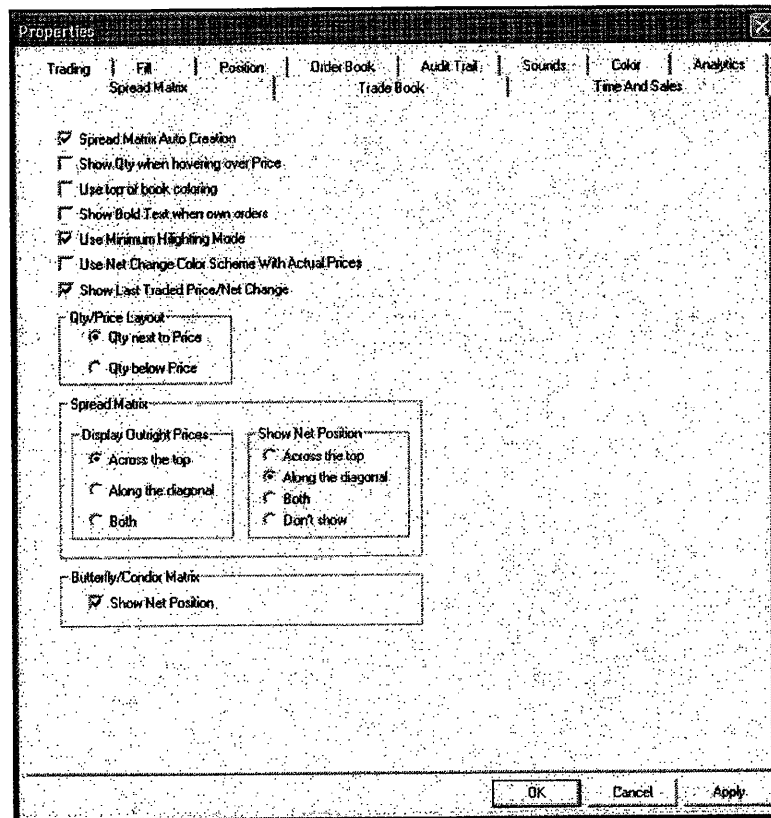 Properties
Trading Fill Position Order Book Audit Trail Sounds Color Analytics
Spread Matrix Trade Book Time And Sales
Spread Matrix Auto Creation
Show Qty when hovering over Price
Use top of book coloring
Show Bold Text when own orders
Use Minimum Hilighting Mode
Use Net Change Color Scheme With Actual Prices
Show Last Traded Price/Net Change
Qty/Price Layout
Qty next to Price
Qty below Price
Spread Matrix
Display Outright Prices
Across the top
Along the diagonal
Both
Show Net Position
Across the top
Along the diagonal
Both
Don't show
Butterfly/Condor Matrix
Show Net Position
OK Cancel Apply